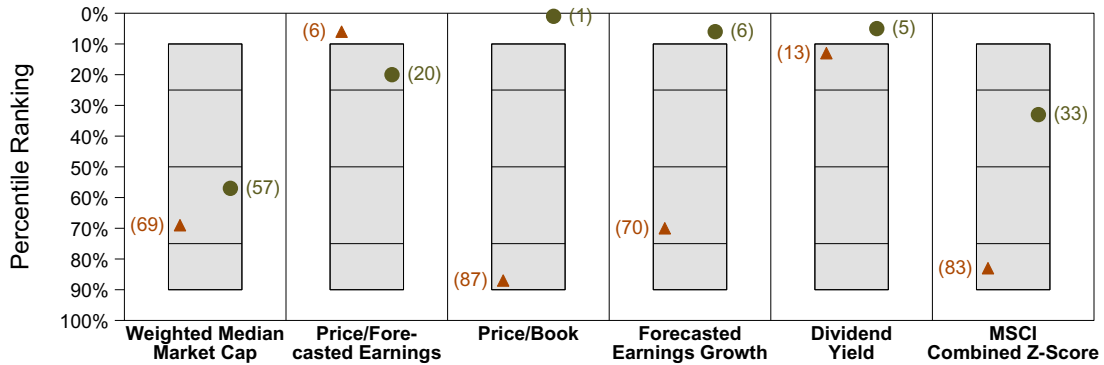 Percentile Ranking
0%
10%
20%
30%
40%
50%
60%
70%
80%
90%
100%
(69)
(57)
(6)
(20)
(87)
(1)
(70)
(6)
(13)
(5)
(83)
(33)
Weighted Median
Market Cap
Price/Fore-
casted Earnings
Price/Book
Forecasted
Earnings Growth
Dividend
Yield
MSCI
Combined Z-Score